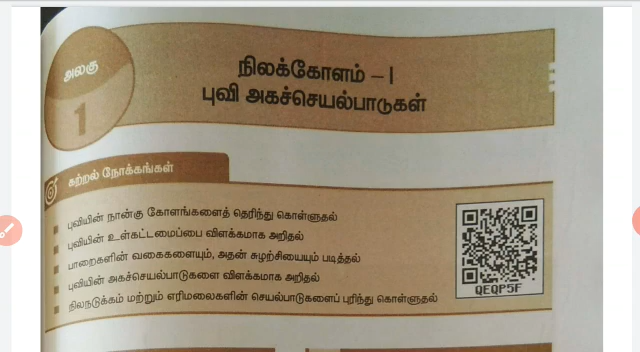 அலகு
1
நிலக்கோளம் – I
புவி அகச்செயல்பாடுகள்
கற்றல் நோக்கங்கள்
புவியின் நான்கு கோளங்களைத் தெரிந்து கொள்ளுதல்
புவியின் உள்கட்டமைப்பை விளக்கமாக அறிதல்
பாறைகளின் வகைகளையும், அதன் சுழற்சியையும் படித்தல்
புவியின் அகச்செயல்பாடுகளை விளக்கமாக அறிதல்
நிலநடுக்கம் மற்றும் எரிமலைகளின் செயல்பாடுகளைப் புரிந்து கொள்ளுதல்
QEQP5F